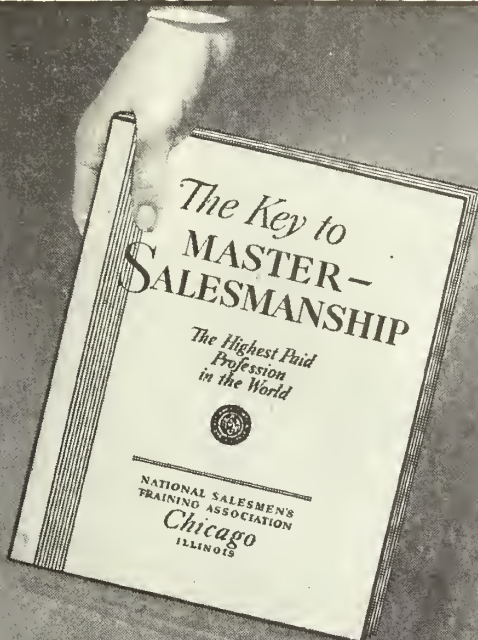 The Key to
MASTER-
SALESMANSHIP
The Highest Paid
Profession
in the World
NATIONAL SALESMEN'S
TRAINING ASSOCIATION
Chicago
ILLINOIS